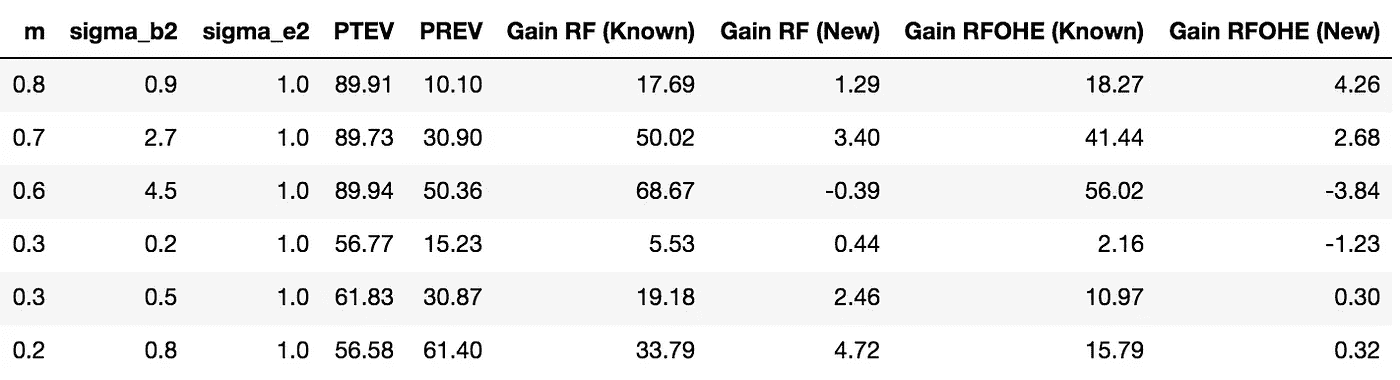 m sigma_b2 sigma_e2 PTEV PREV Gain RF (Known) Gain RF (New) Gain RFOHE (Known) Gain RFOHE (New)
0.8 0.9 1.0 89.91 10.10 17.69 1.29 18.27 4.26
0.7 2.7 1.0 89.73 30.90 50.02 3.40 41.44 2.68
0.6 4.5 1.0 89.94 50.36 68.67 -0.39 56.02 -3.84
0.3 0.2 1.0 56.77 15.23 5.53 0.44 2.16 -1.23
0.3 0.5 1.0 61.83 30.87 19.18 2.46 10.97 0.30
0.2 0.8 1.0 56.58 61.40 33.79 4.72 15.79 0.32